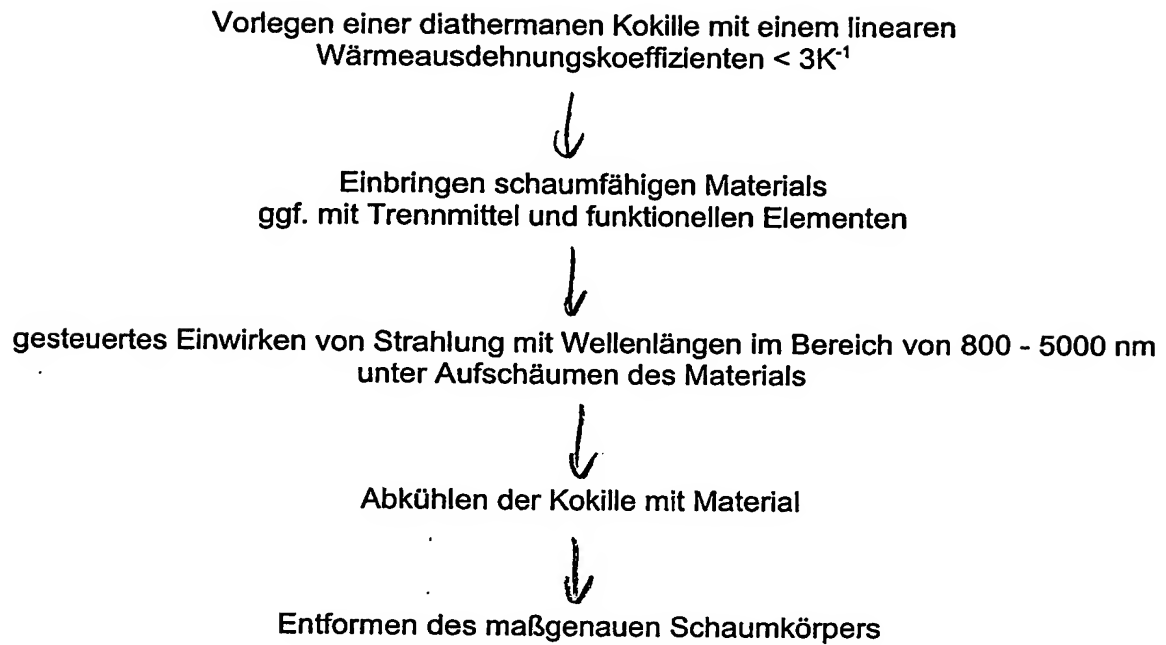 Vorlegen einer diathermanen Kokille mit einem linearen
Wärmeausdehnungskoeffizienten < 3K⁻¹
Einbringen schaumfähigen Materials
ggf. mit Trennmittel und funktionellen Elementen
gesteuertes Einwirken von Strahlung mit Wellenlängen im Bereich von 800 - 5000 nm
unter Aufschäumen des Materials
Abkühlen der Kokille mit Material
Entformen des maßgenauen Schaumkörpers